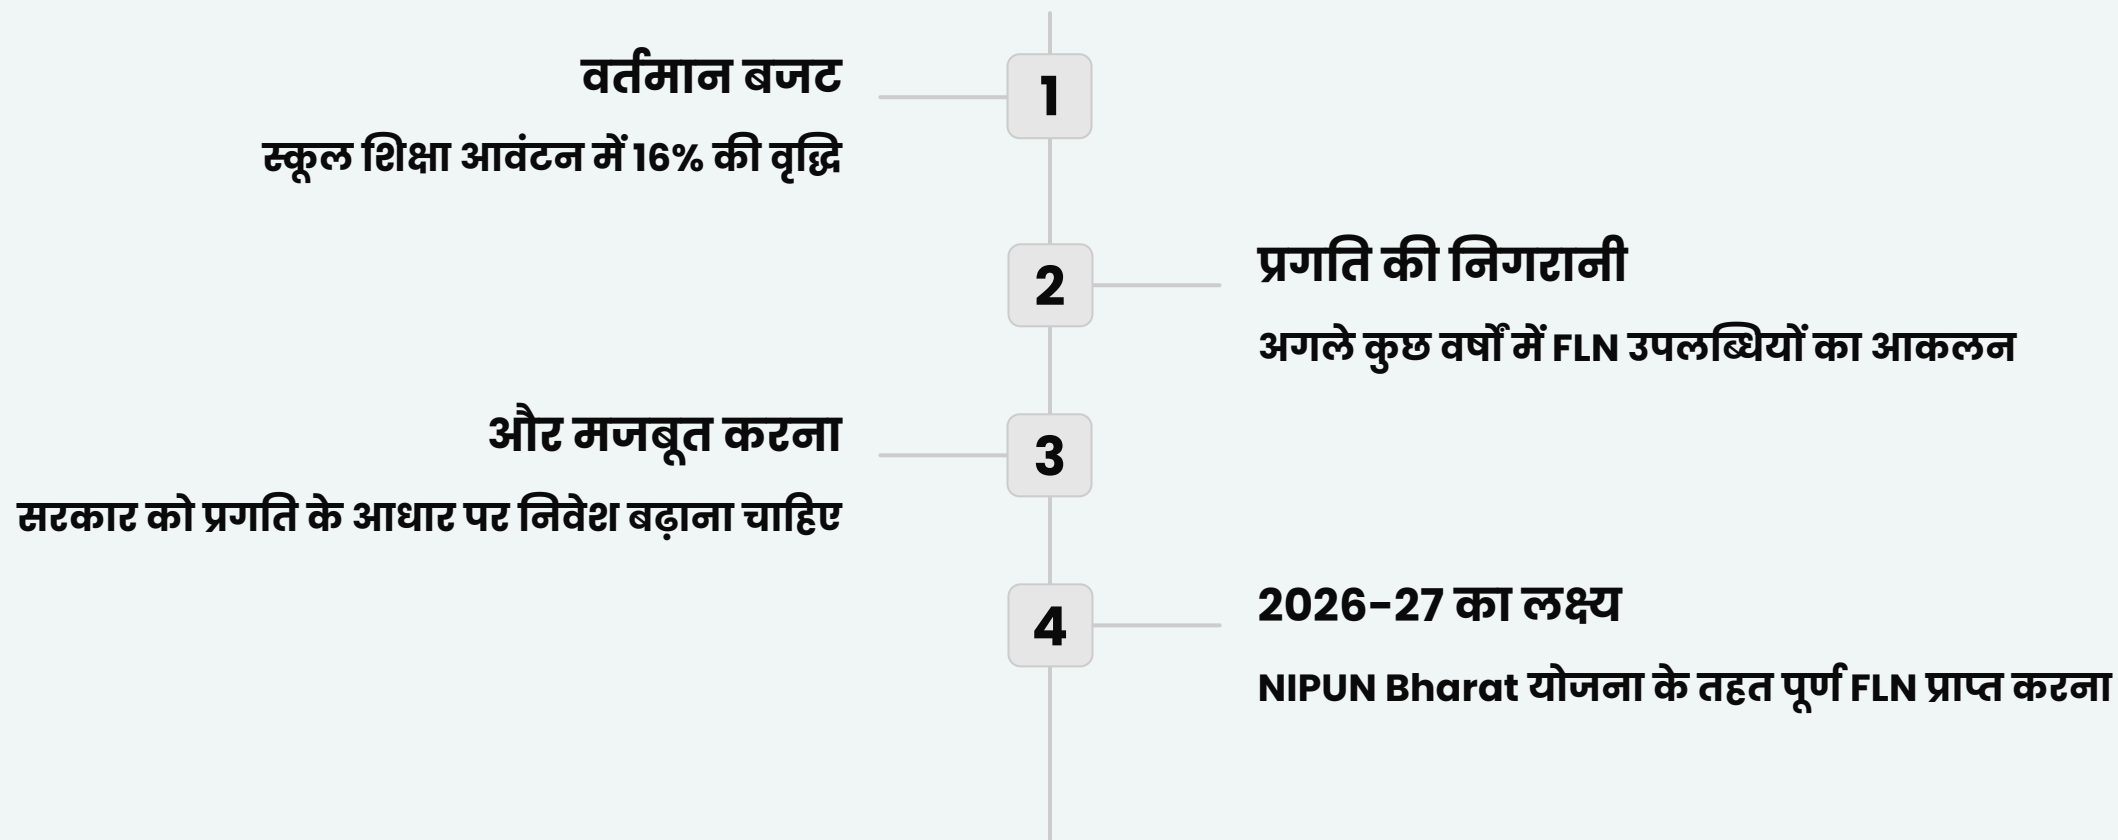 वर्तमान बजट
1
स्कूल शिक्षा आवंटन में 16% की वृद्धि
2
प्रगति की निगरानी
अगले कुछ वर्षों में FLN उपलब्धियों का आकलन
और मजबूत करना
3
सरकार को प्रगति के आधार पर निवेश बढ़ाना चाहिए
4
2026-27 का लक्ष्य
NIPUN Bharat योजना के तहत पूर्ण FLN प्राप्त करना